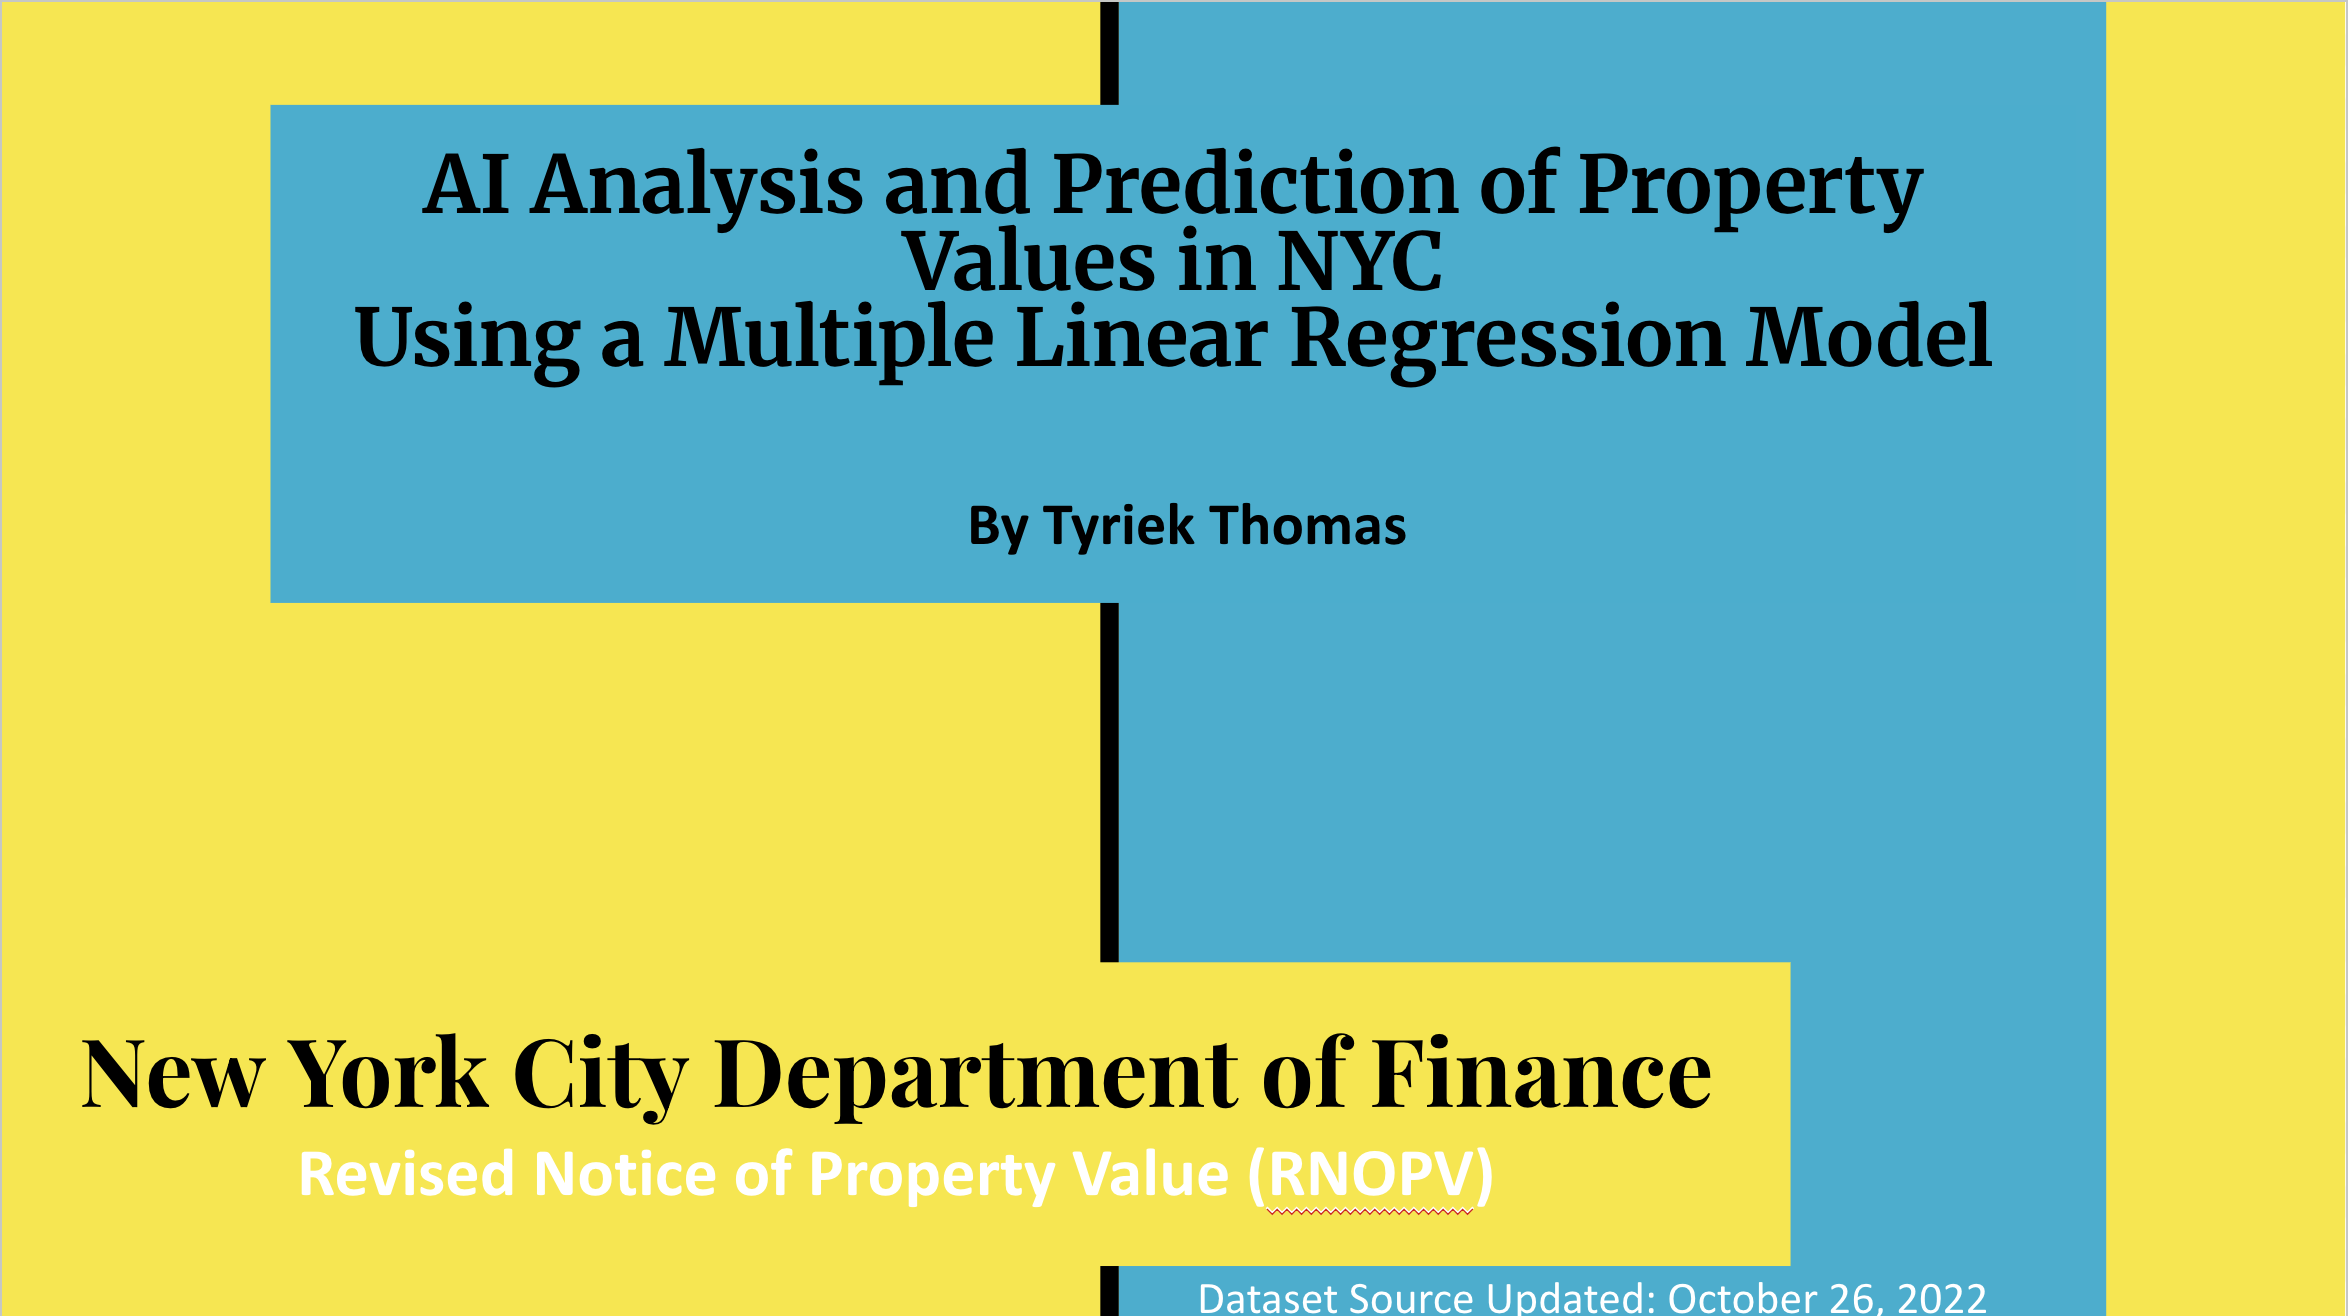 AI Analysis and Prediction of Property
Values in NYC
Using a Multiple Linear Regression Model
By Tyriek Thomas
New York City Department of Finance
Revised Notice of Property Value (RNOPV)
Dataset Source Updated: October 26, 2022